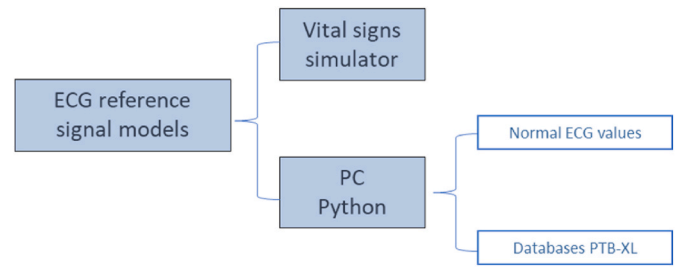 Vital signs
simulator
ECG reference
signal models
PC
Python
Normal ECG values
Databases PTB-XL